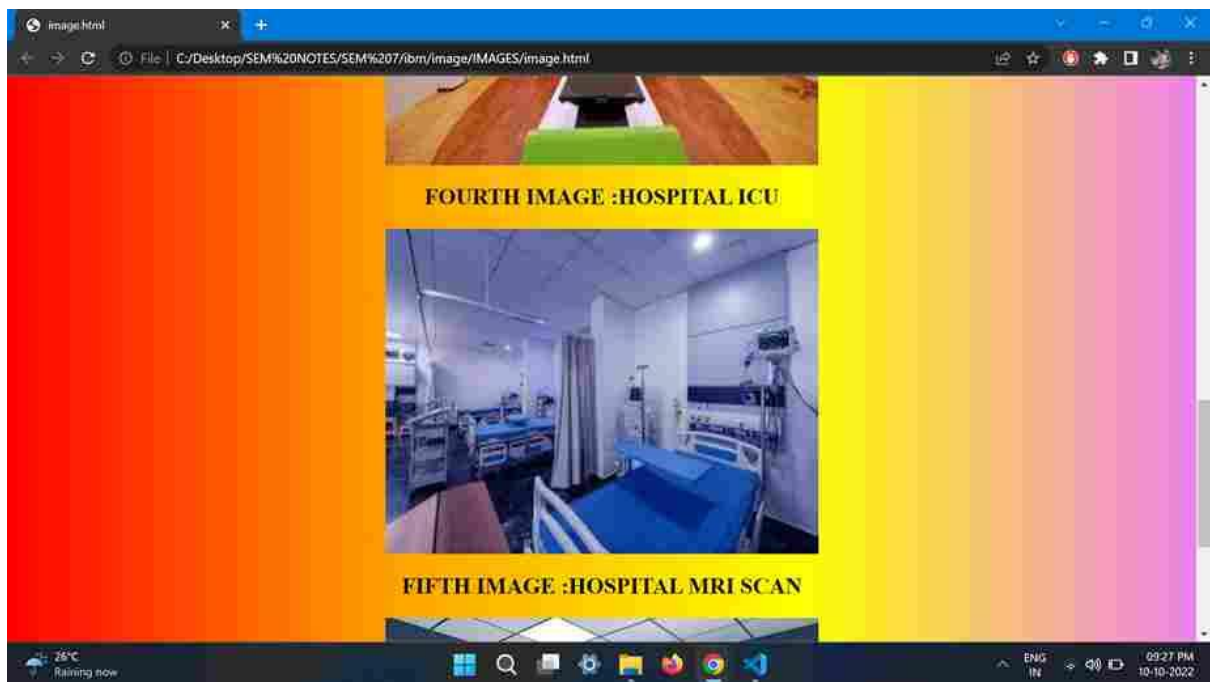 image.html
File | C:/Desktop/SEM%20NOTES/SEM%207/ibm/image/IMAGES/image.html
FOURTH IMAGE :HOSPITAL ICU
FIFTH IMAGE :HOSPITAL MRI SCAN
26°C
Raining now
ENG
IN
09:27 PM
10-10-2022